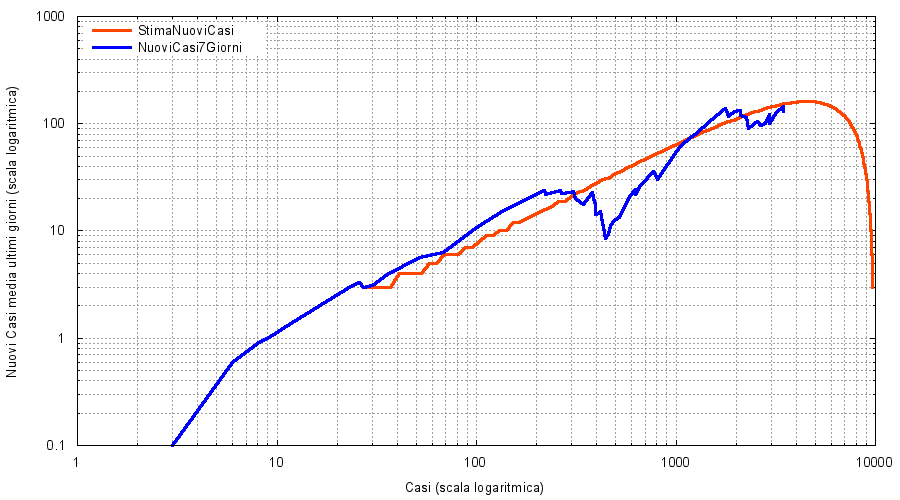 1000
100
10
1
0.1
StimaNuoviCasi
NuoviCasi7Giorni
Nuovi Casi media ultimi giorni (scala logaritmica)
1 10 100 1000 10000
Casi (scala logaritmica)